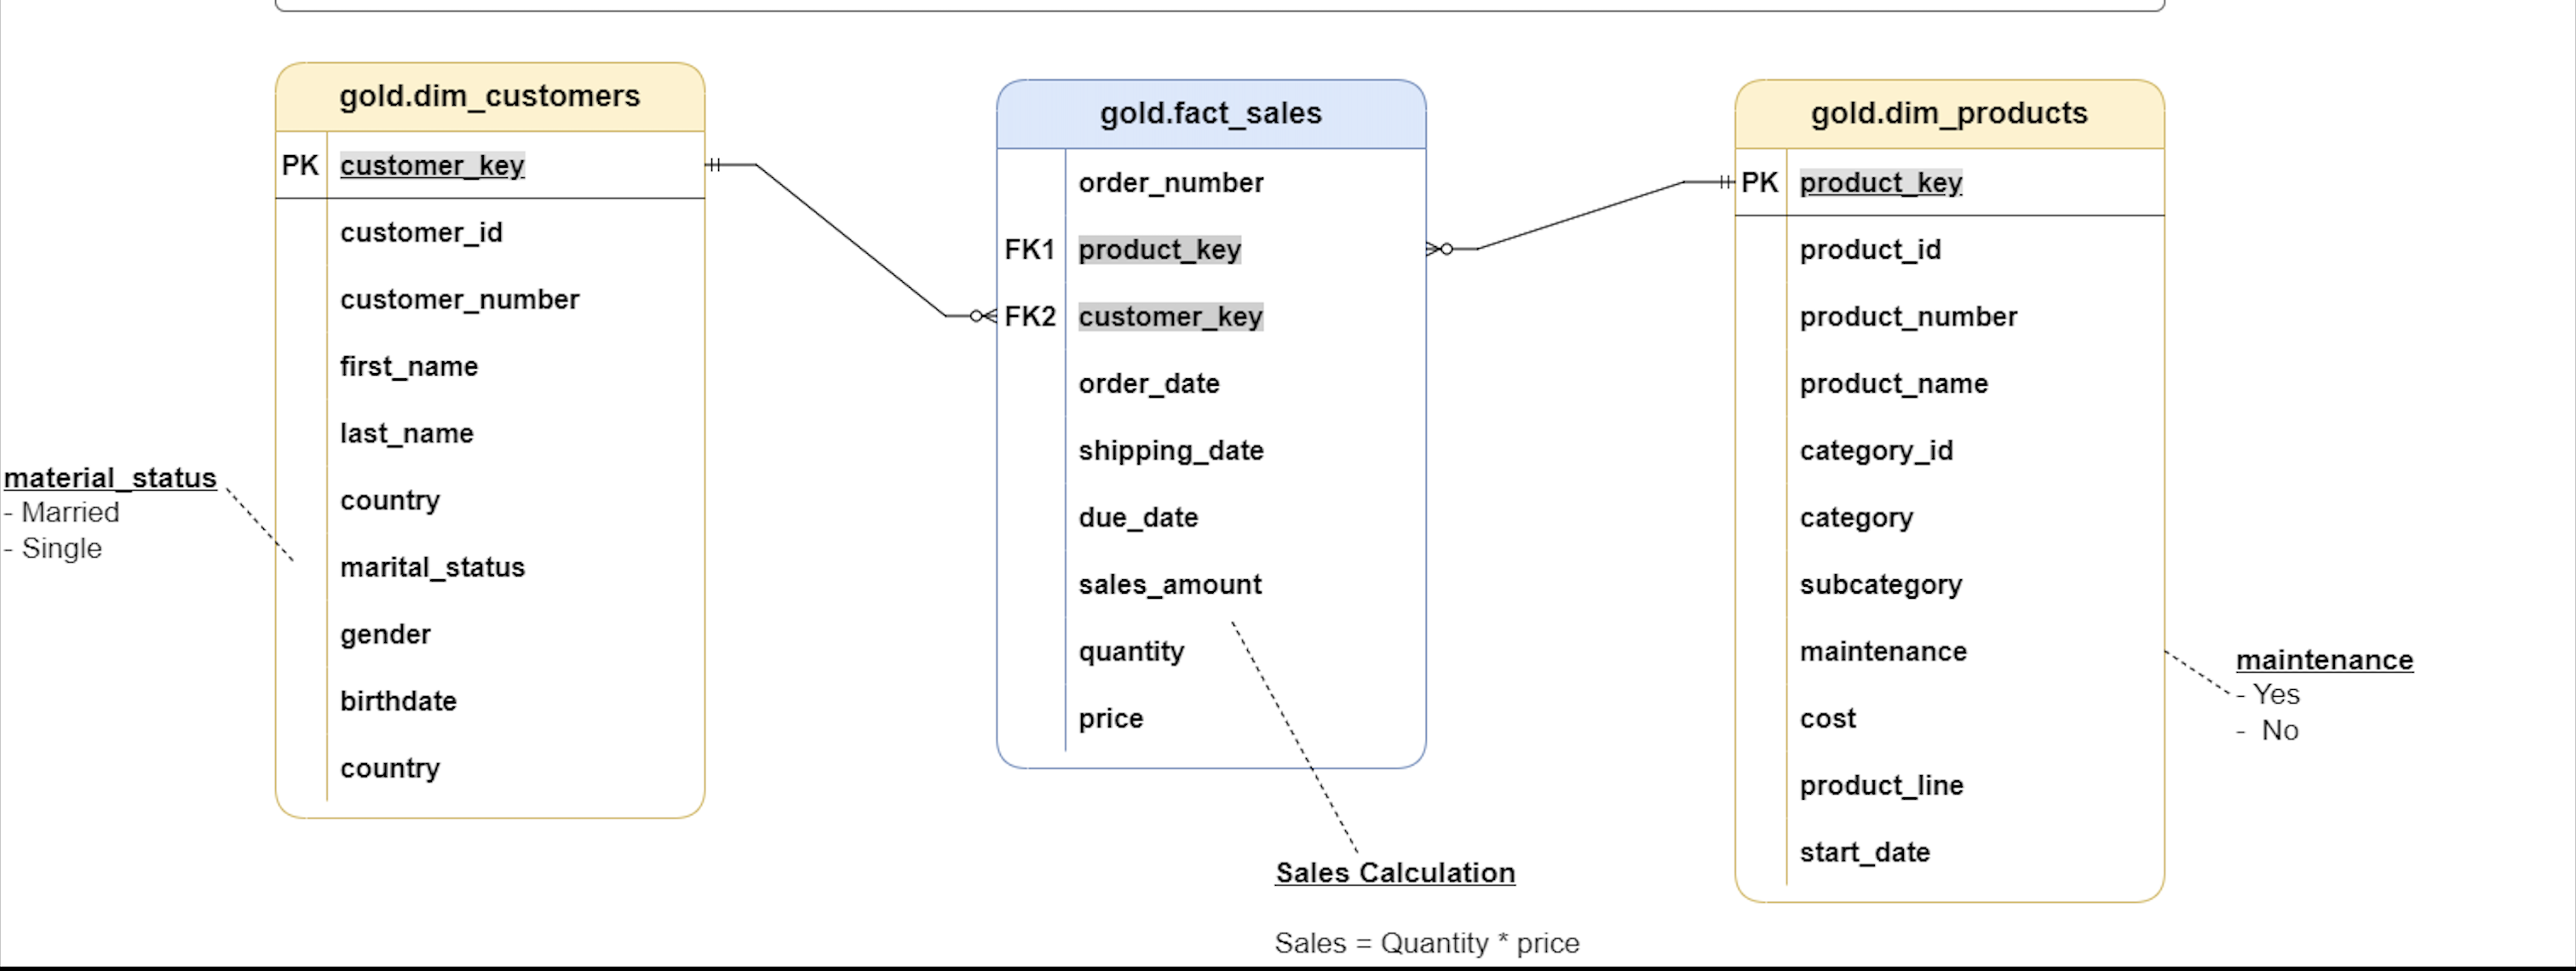 gold.dim_customers
PK customer_key
customer_id
customer_number
first_name
last_name
country
marital_status
gender
birthdate
country
material_status
- Married
- Single
gold.fact_sales
order_number
FK1 product_key
FK2 customer_key
order_date
shipping_date
due_date
sales_amount
quantity
price
Sales Calculation
Sales = Quantity * price
gold.dim_products
PK product_key
product_id
product_number
product_name
category_id
category
subcategory
maintenance
cost
product_line
start_date
maintenance
- Yes
- No